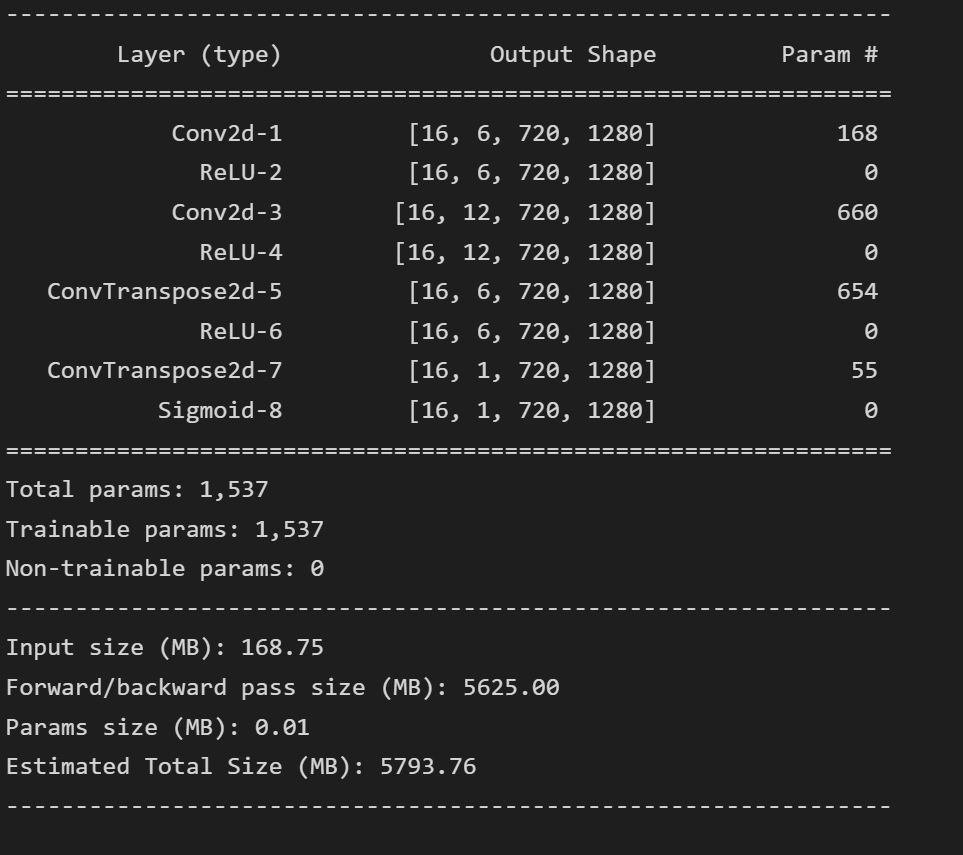 ----------------------------------------------------------------
        Layer (type)               Output Shape         Param #
================================================================
            Conv2d-1         [16, 6, 720, 1280]             168
              ReLU-2         [16, 6, 720, 1280]               0
            Conv2d-3        [16, 12, 720, 1280]             660
              ReLU-4        [16, 12, 720, 1280]               0
   ConvTranspose2d-5         [16, 6, 720, 1280]             654
              ReLU-6         [16, 6, 720, 1280]               0
   ConvTranspose2d-7         [16, 1, 720, 1280]              55
           Sigmoid-8         [16, 1, 720, 1280]               0
================================================================
Total params: 1,537
Trainable params: 1,537
Non-trainable params: 0
----------------------------------------------------------------
Input size (MB): 168.75
Forward/backward pass size (MB): 5625.00
Params size (MB): 0.01
Estimated Total Size (MB): 5793.76
----------------------------------------------------------------